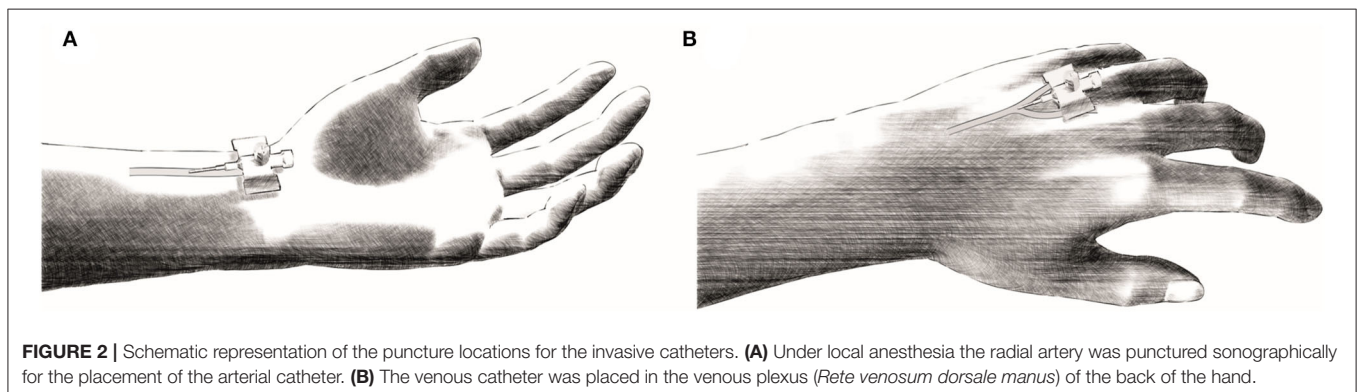 A
B
FIGURE 2 | Schematic representation of the puncture locations for the invasive catheters. (A) Under local anesthesia the radial artery was punctured sonographically
for the placement of the arterial catheter. (B) The venous catheter was placed in the venous plexus (Rete venosum dorsale manus) of the back of the hand.